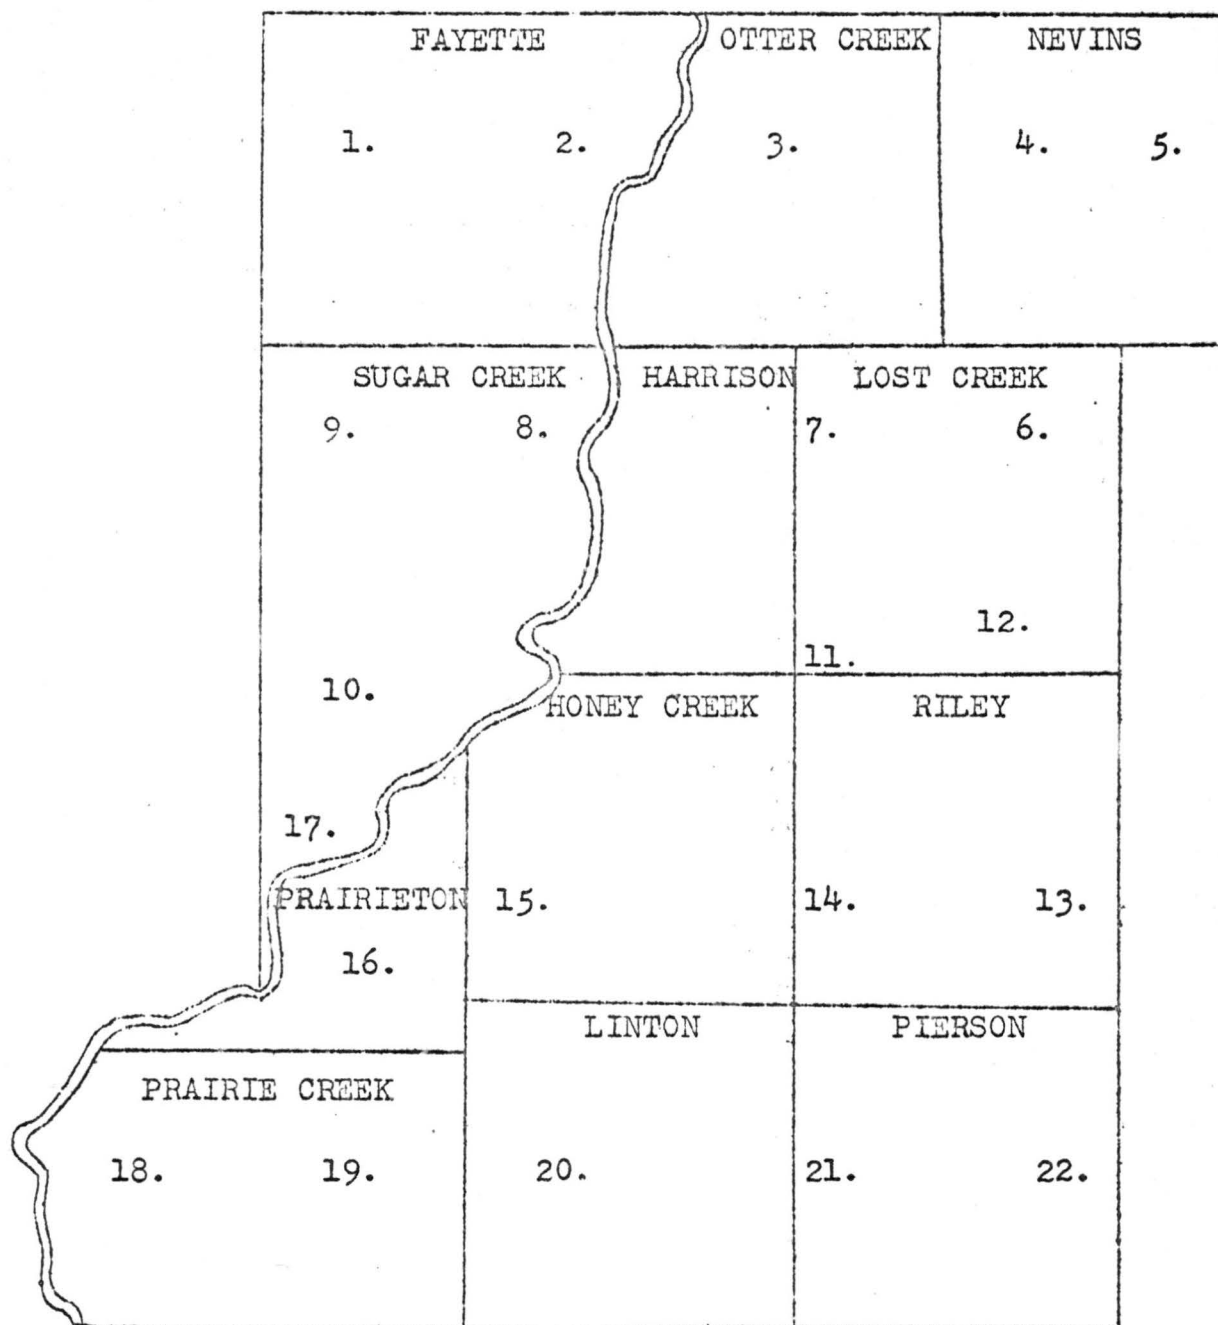 FAYETTE OTTER CREEK NEVINS
1. 2. 3. 4. 5.
SUGAR CREEK HARRISON LOST CREEK
9. 8. 7. 6.
12.
11.
10.
HONEY CREEK RILEY
17.
PRAIRIETON 15. 14. 13.
16.
LINTON PIERSON
PRAIRIE CREEK
18. 19. 20. 21. 22.